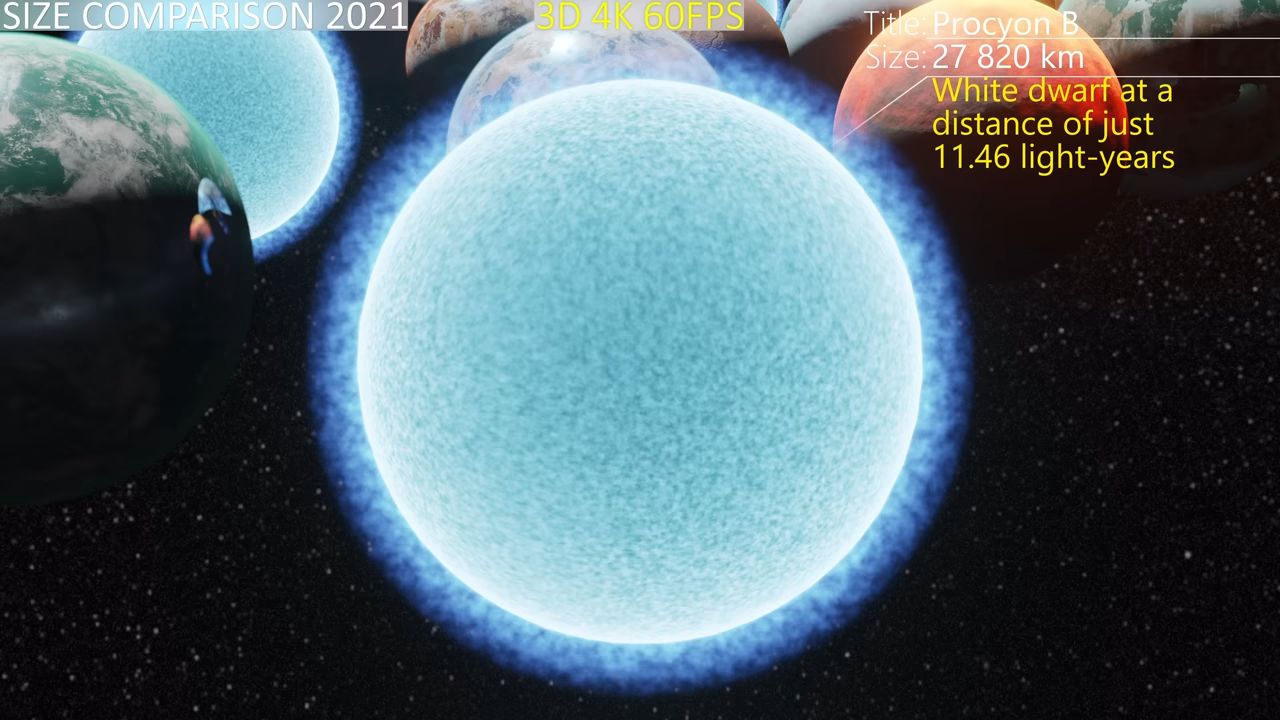 SIZE COMPARISON 2021
3D 4K 60FPS
Title: Procyon B
Size: 27 820 km
White dwarf at a
distance of just
11.46 light-years